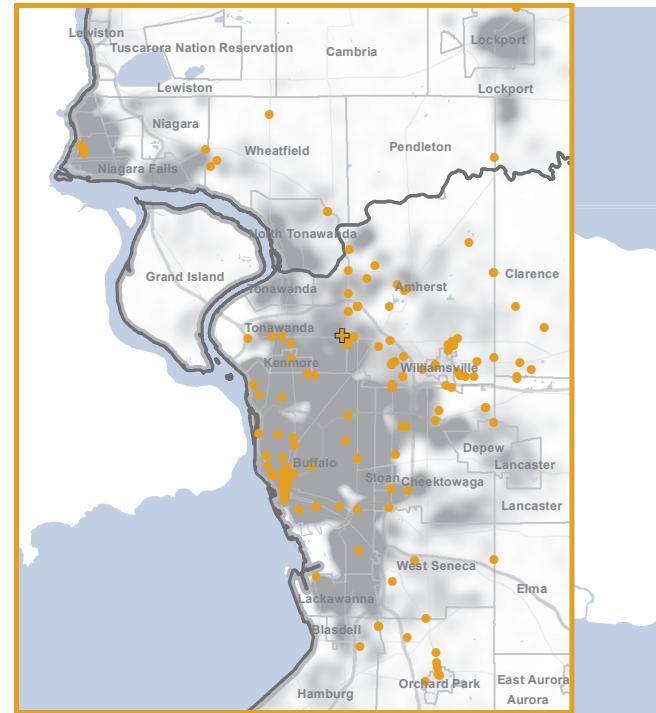 Lewiston
Tuscarora Nation Reservation
Cambria
Lockport
Lewiston
Lockport
Niagara
Wheatfield
Pendleton
Niagara Falls
North Tonawanda
Grand Island
Clarence
Tonawanda
Amherst
Tonawanda
Kenmore
Williamsville
Depew
Buffalo
Lancaster
Sloan
Cheektowaga
Lancaster
West Seneca
Elma
Lackawanna
Blasdell
Orchard Park
East Aurora
Hamburg
Aurora